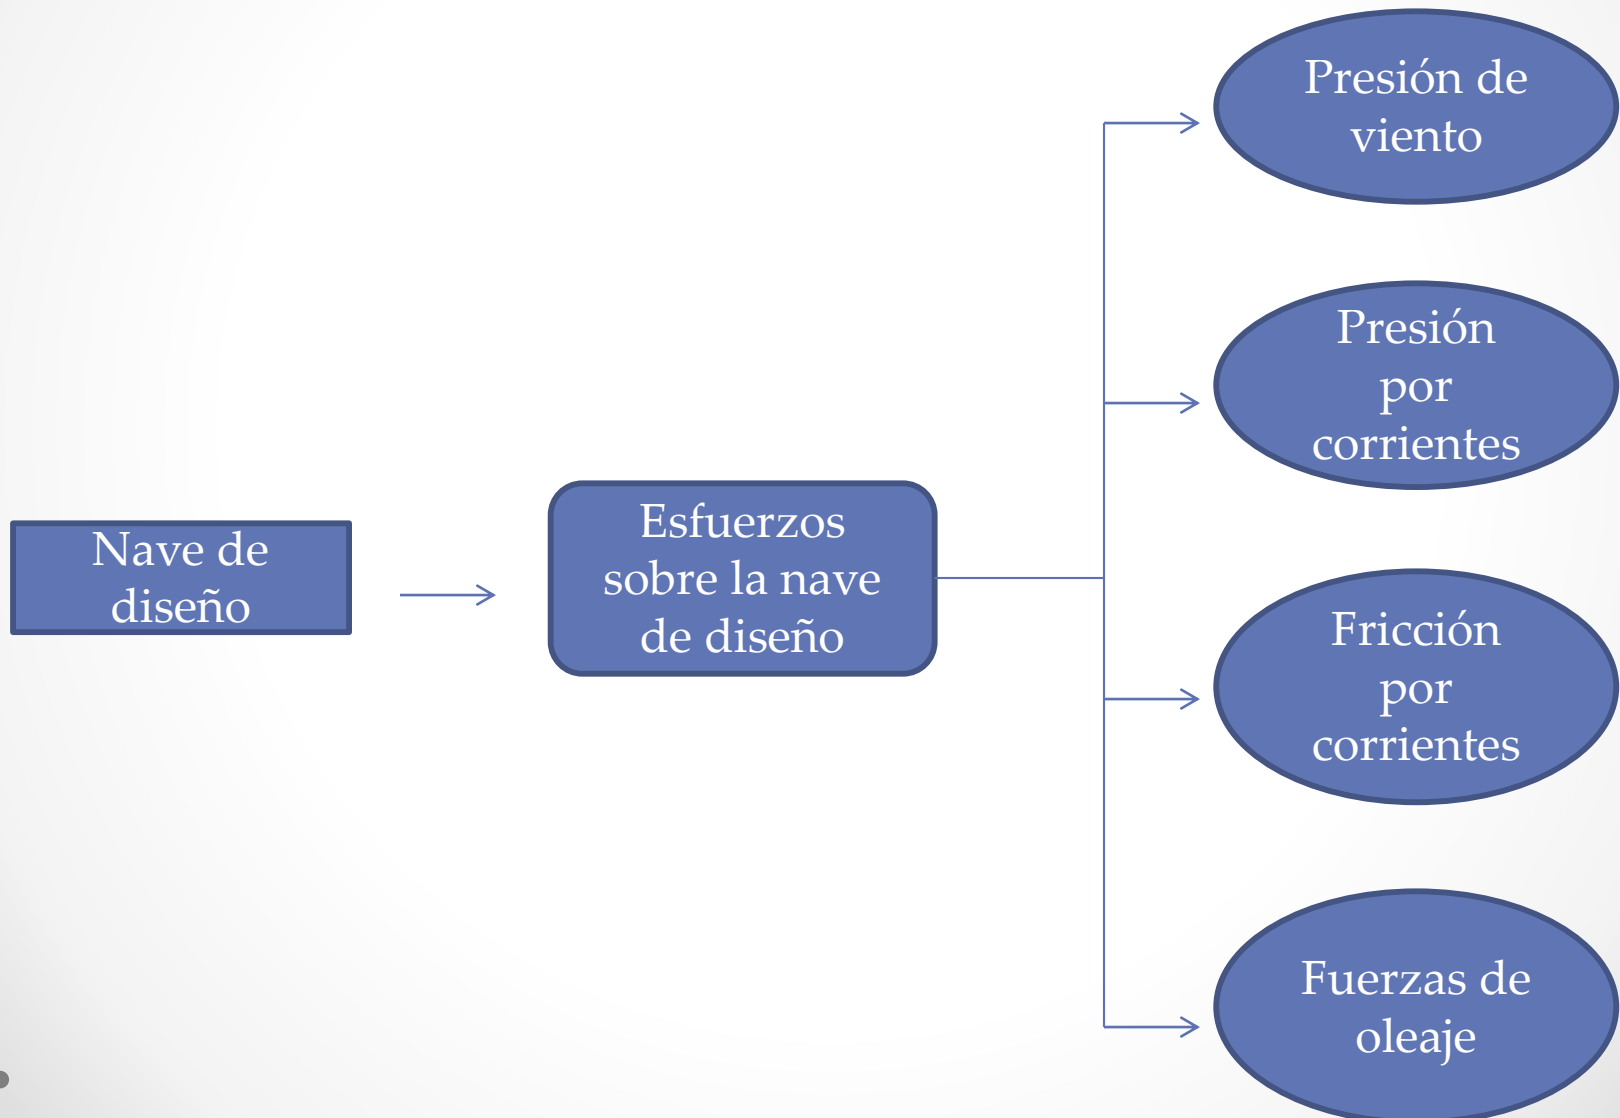 Nave de
diseño
Esfuerzos
sobre la nave
de diseño
Presión de
viento
Presión
por
corrientes
Fricción
por
corrientes
Fuerzas de
oleaje